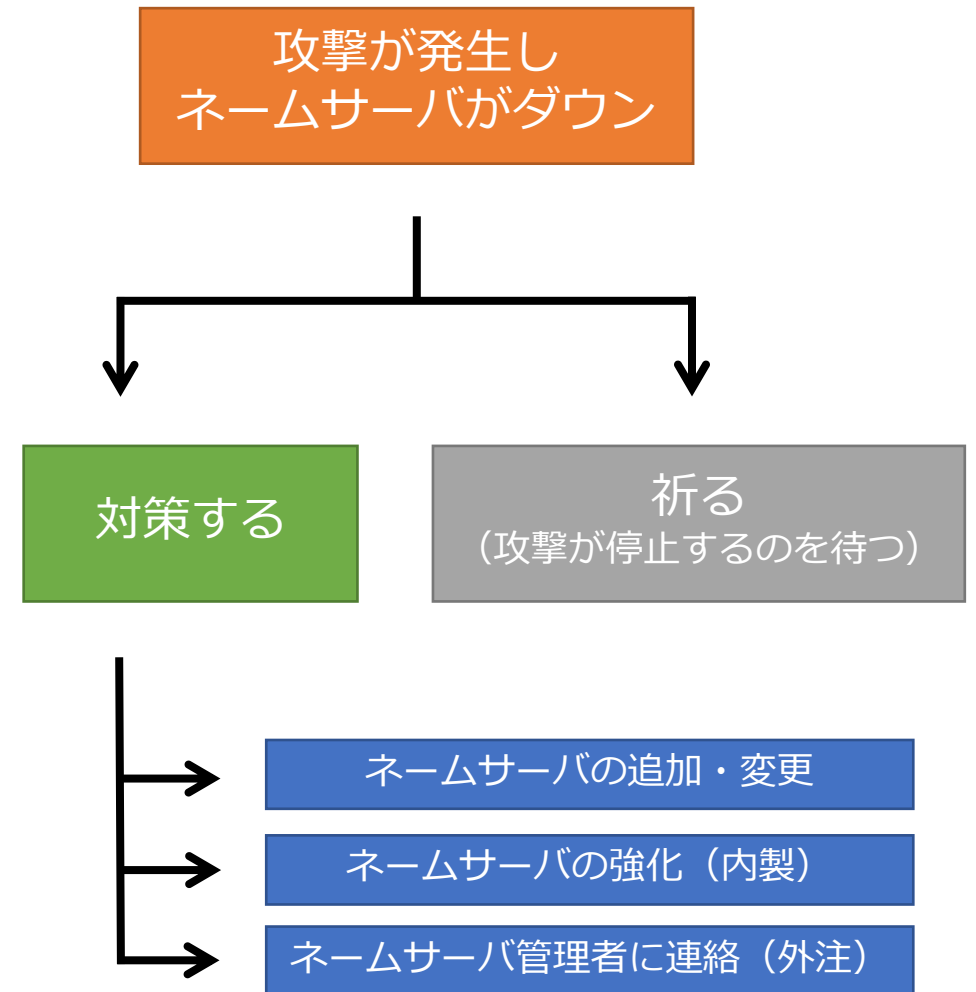 攻撃が発生し
ネームサーバがダウン
対策する
祈る
（攻撃が停止するのを待つ）
ネームサーバの追加・変更
ネームサーバの強化（内製）
ネームサーバ管理者に連絡（外注）